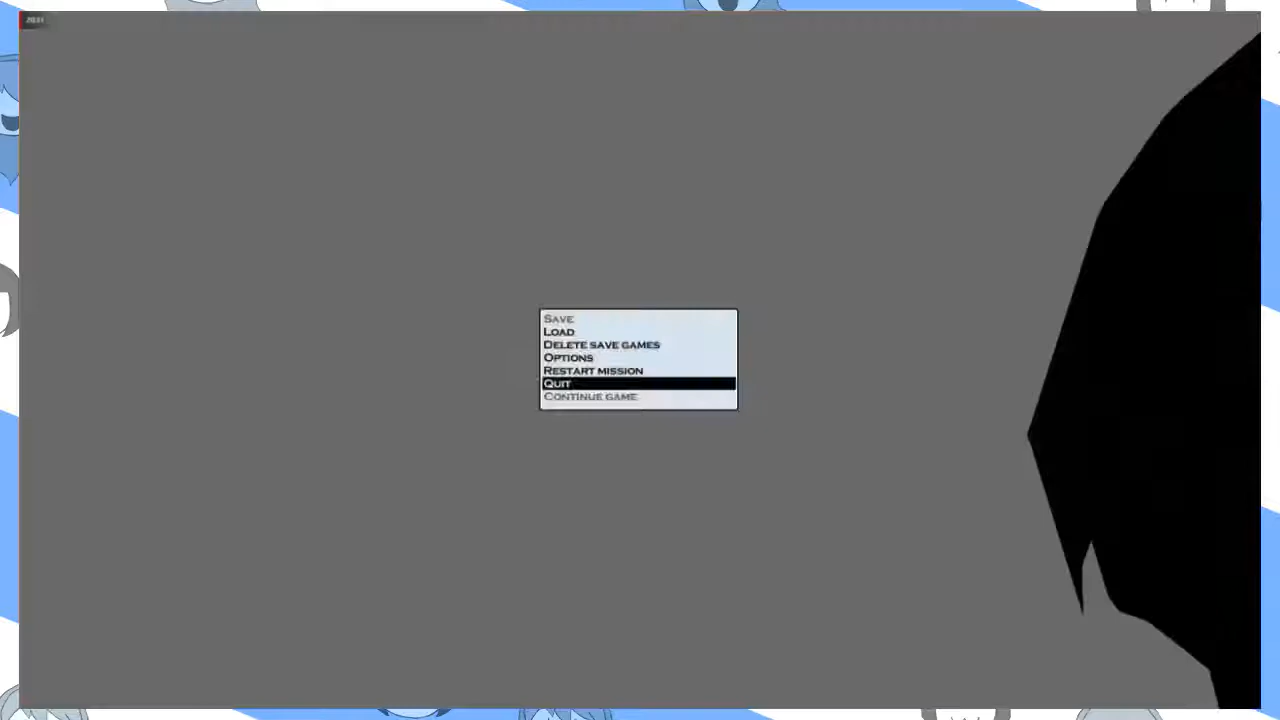 SAVE
LOAD
DELETE SAVE GAMES
OPTIONS
RESTART MISSION
QUIT
CONTINUE GAME